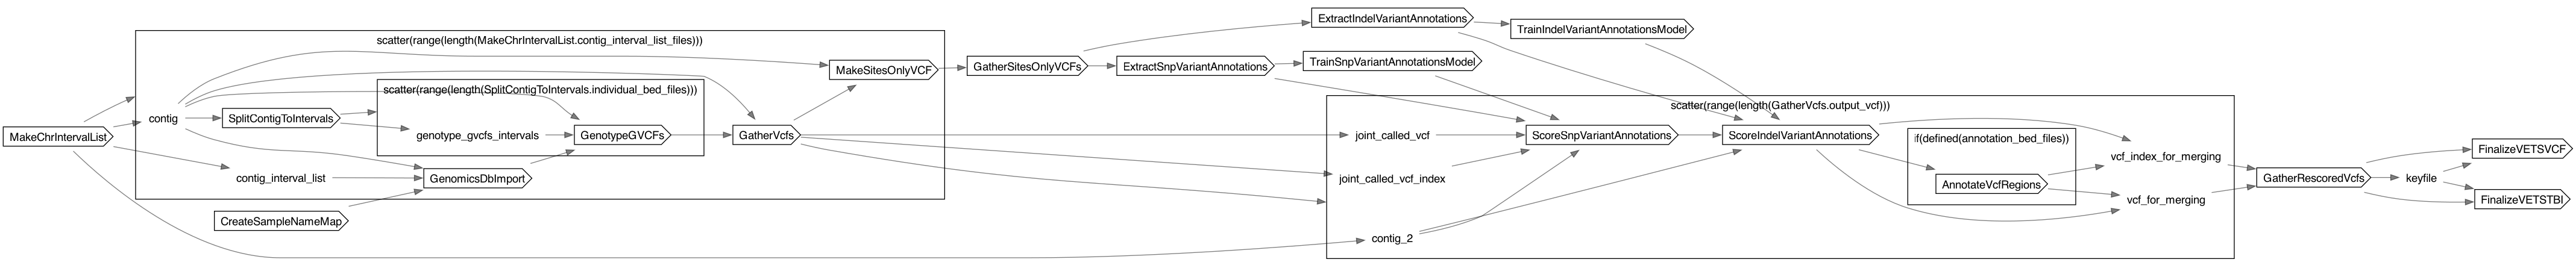 ExtractIndelVariantAnnotations
TrainIndelVariantAnnotationsModel
scatter(range(length(MakeChrIntervalList.contig_interval_list_files)))
MakeSitesOnlyVCF
GatherSitesOnlyVCFs
ExtractSnpVariantAnnotations
TrainSnpVariantAnnotationsModel
scatter(range(length(SplitContigToIntervals.individual_bed_files)))
scatter(range(length(GatherVcfs.output_vcf)))
MakeChrIntervalList
contig
SplitContigToIntervals
genotype_gvcfs_intervals
GenotypeGVCFs
GatherVcfs
joint_called_vcf
ScoreSnpVariantAnnotations
ScoreIndelVariantAnnotations
if(defined(annotation_bed_files))
vcf_index_for_merging
FinalizeVETSVCF
contig_interval_list
GenomicsDbImport
joint_called_vcf_index
AnnotateVcfRegions
GatherRescoredVcfs
keyfile
vcf_for_merging
FinalizeVETSTBI
CreateSampleNameMap
contig_2